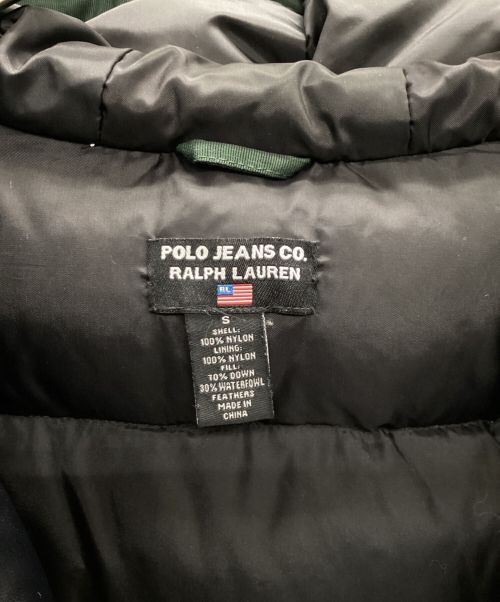 POLO JEANS CO.
RALPH LAUREN
RL
S
SHELL:
100% NYLON
LINING:
100% NYLON
FILL:
70% DOWN
30% WATERFOWL
FEATHERS
MADE IN
CHINA